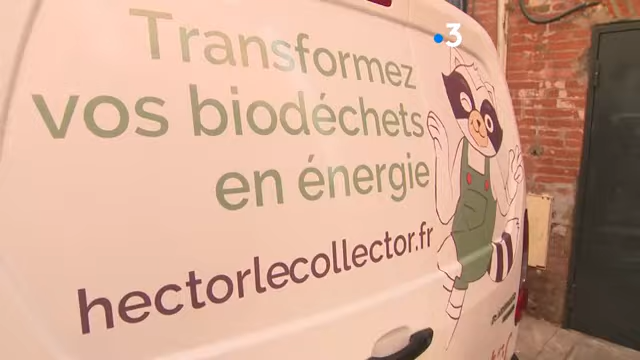 Transformez
vos biodéchets
en énergie
hectorlecollector.fr
3